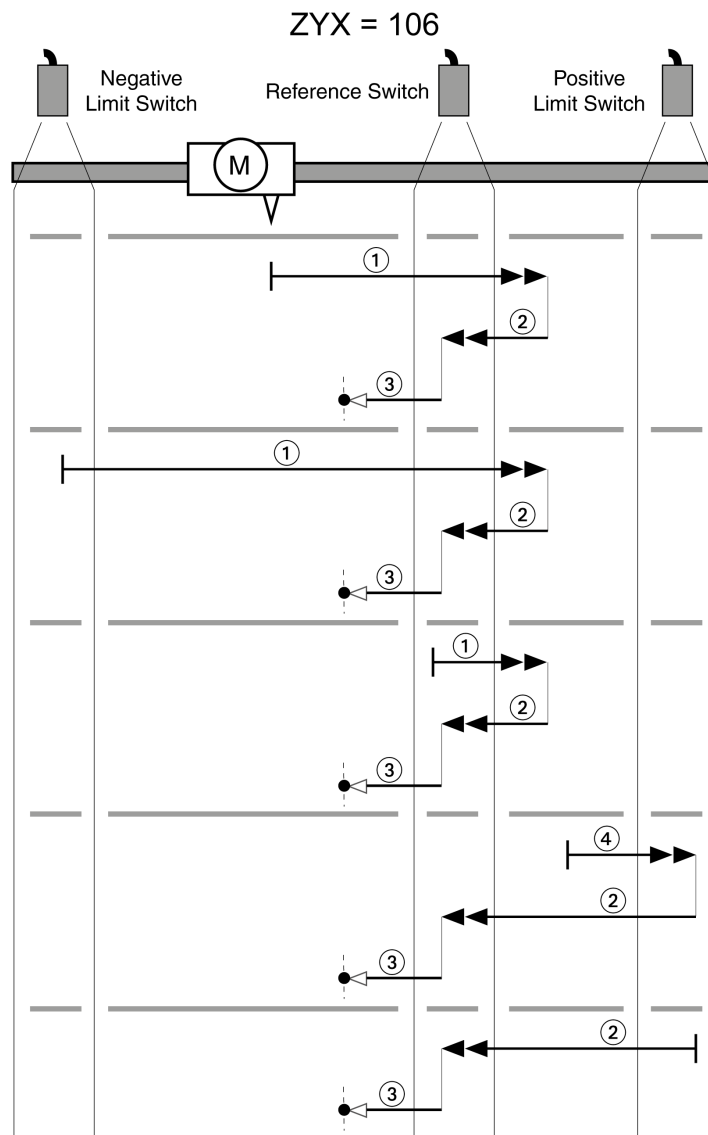 ZYX = 106
Negative
Limit Switch
Reference Switch
Positive
Limit Switch
M
1
2
3
1
2
3
1
2
3
4
2
3
2
3